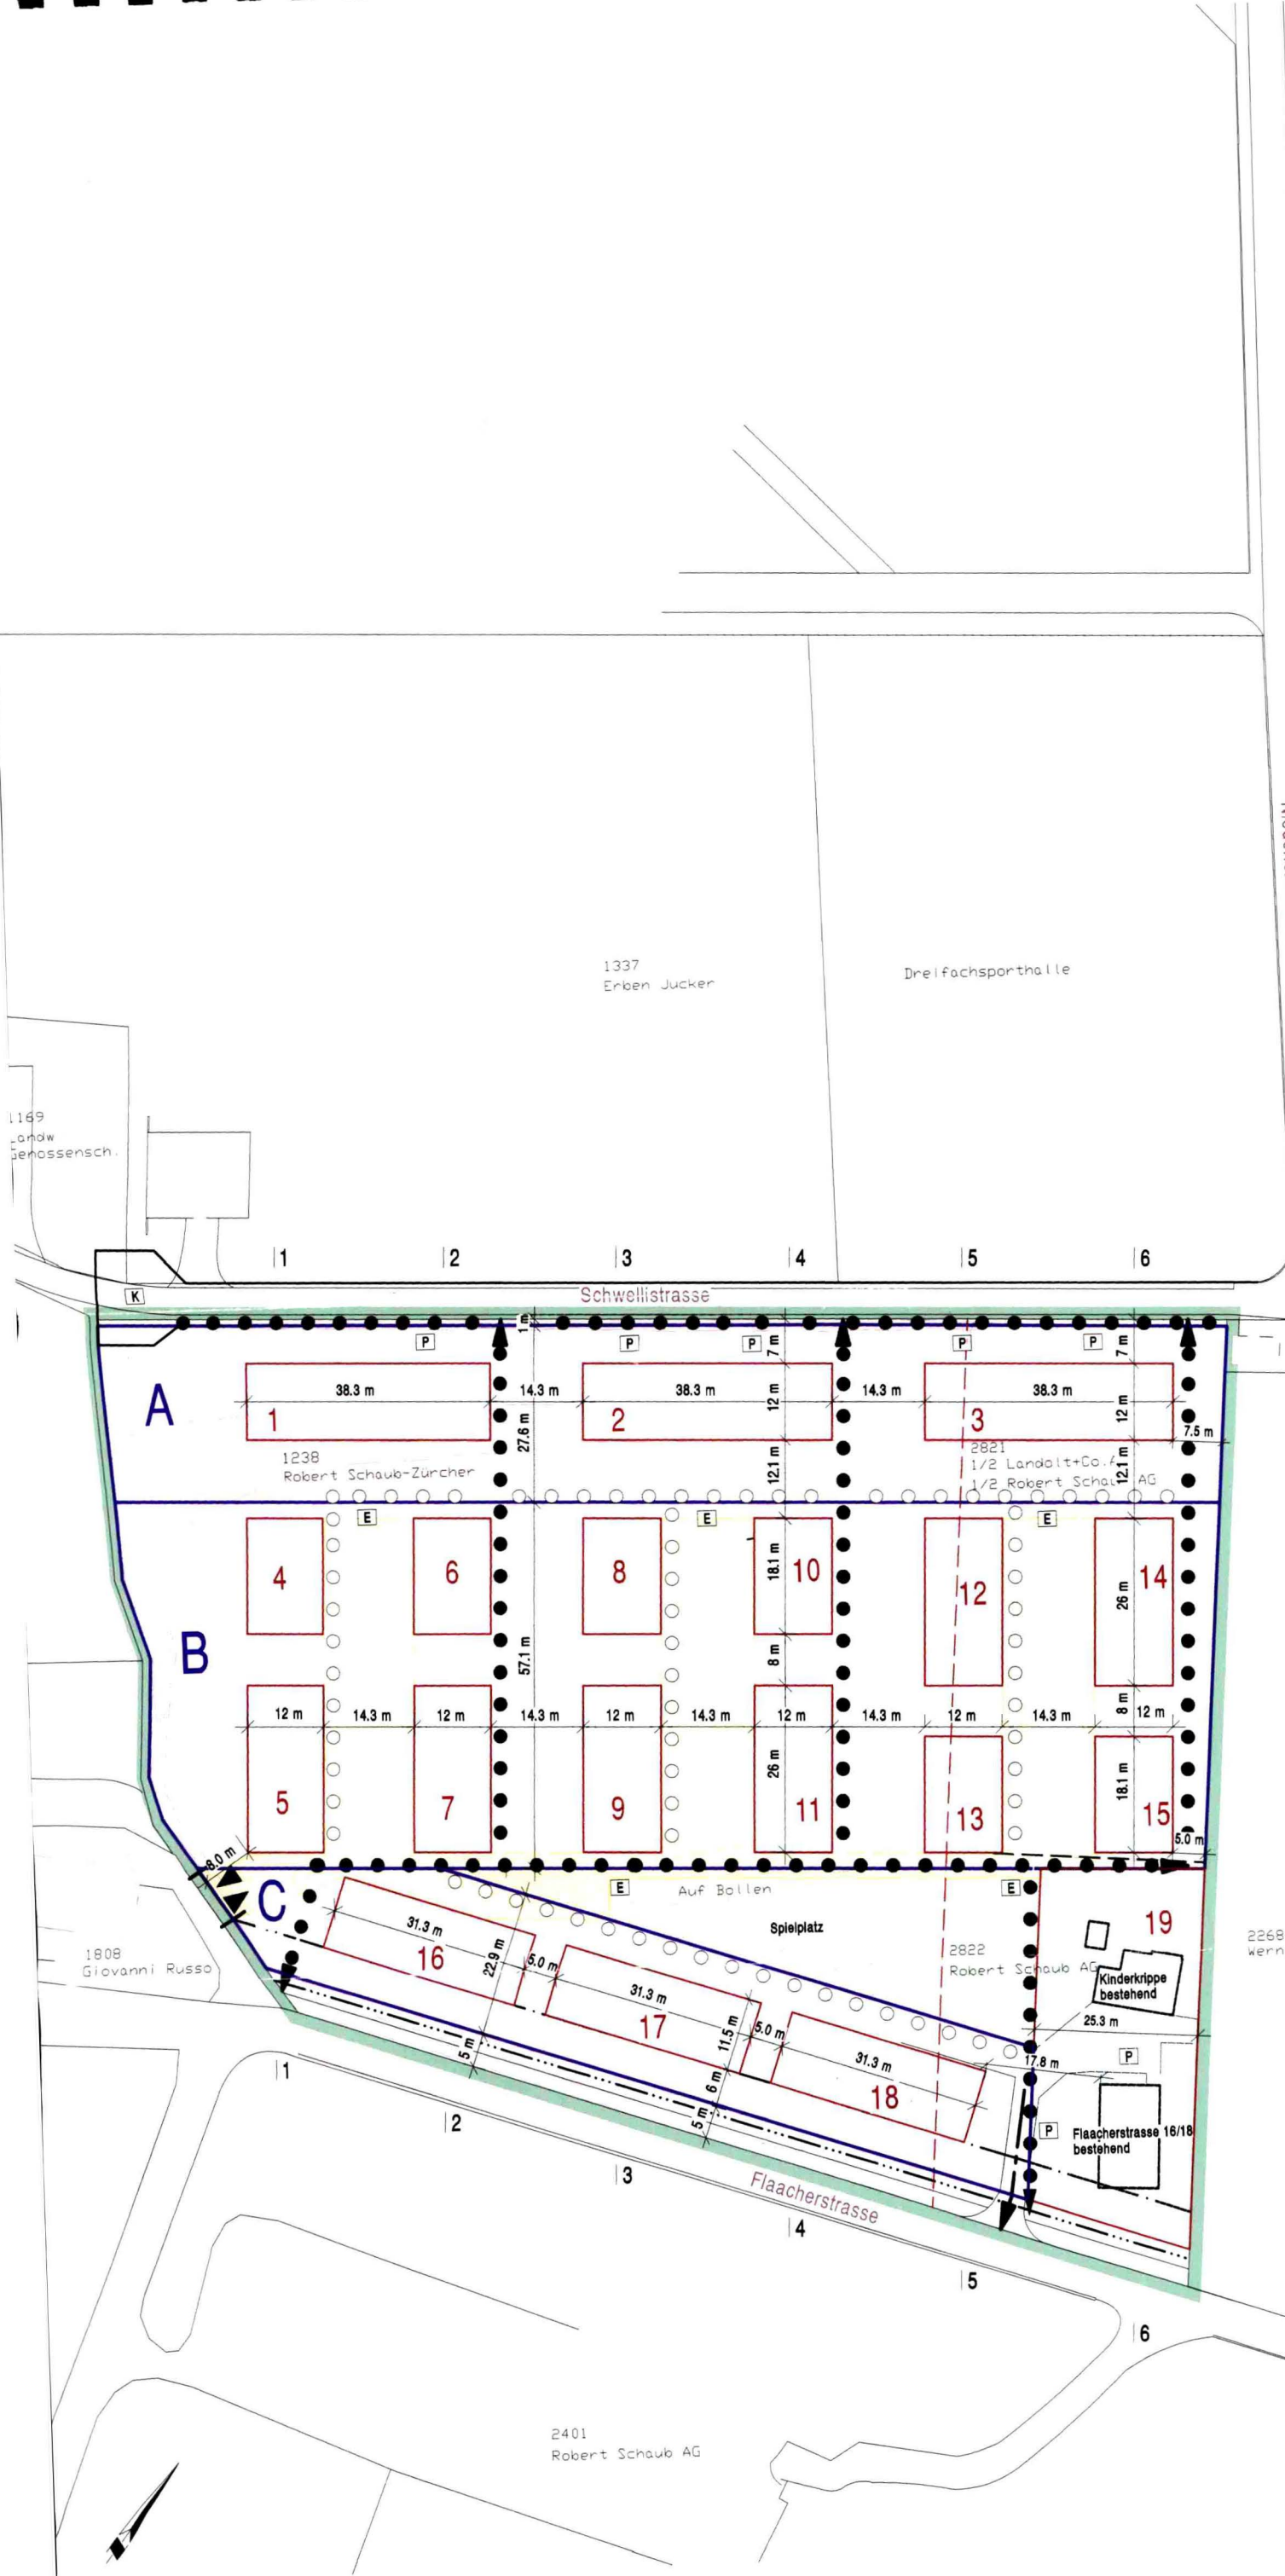 1337
Erben Jucker
Dreifachsporthalle
1169
Landw
Genossensch.
1
2
3
4
5
6
K
Schwellistrasse
1 m
P
P
P
P
P
7 m
7 m
A
38.3 m
14.3 m
38.3 m
14.3 m
38.3 m
12 m
12 m
1
2
3
27.6 m
7.5 m
1238
Robert Schaub-Zürcher
12.1 m
12.1 m
2821
1/2 Landolt+Co.A
1/2 Robert Schaub AG
E
E
E
4
6
8
10
12
14
18.1 m
26 m
B
57.1 m
8 m
8 m
12 m
14.3 m
12 m
14.3 m
12 m
14.3 m
12 m
14.3 m
12 m
14.3 m
12 m
26 m
18.1 m
5
7
9
11
13
15
5.0 m
8.0 m
C
E
Auf Bollen
E
Spielplatz
19
31.3 m
16
22.9 m
5.0 m
31.3 m
17
11.5 m
5.0 m
31.3 m
18
2822
Robert Schaub AG
Kinderkrippe
bestehend
25.3 m
17.8 m
P
P
Flaacherstrasse 16/18
bestehend
1808
Giovanni Russo
2268
Wern
5 m
6 m
5 m
Flaacherstrasse
1
2
3
4
5
6
2401
Robert Schaub AG